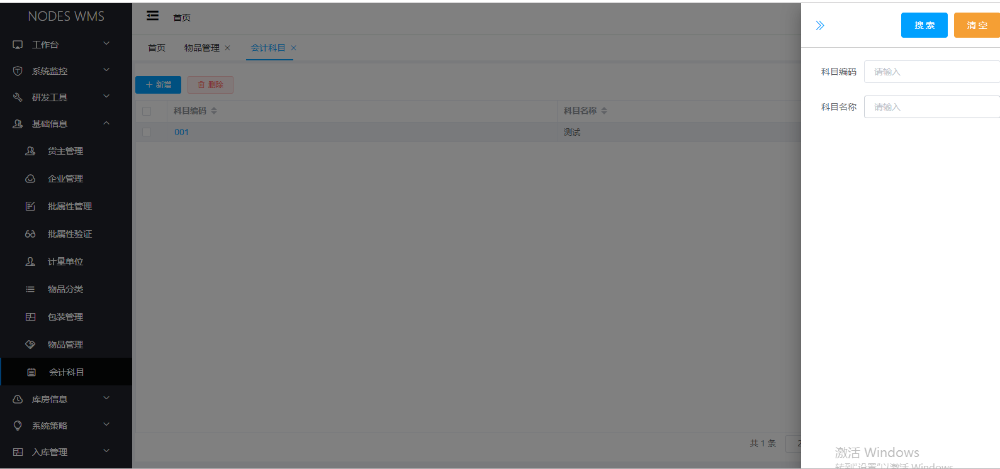 NODES WMS
工作台
系统监控
研发工具
基础信息
货主管理
企业管理
批属性管理
批属性验证
计量单位
物品分类
包装管理
物品管理
会计科目
库房信息
系统策略
入库管理
首页
首页 物品管理 会计科目
新增 删除
科目编码 科目名称
001 测试
共 1 条 2
搜 索 清 空
科目编码 请输入
科目名称 请输入
激活 Windows
转到“设置”以激活 Windows